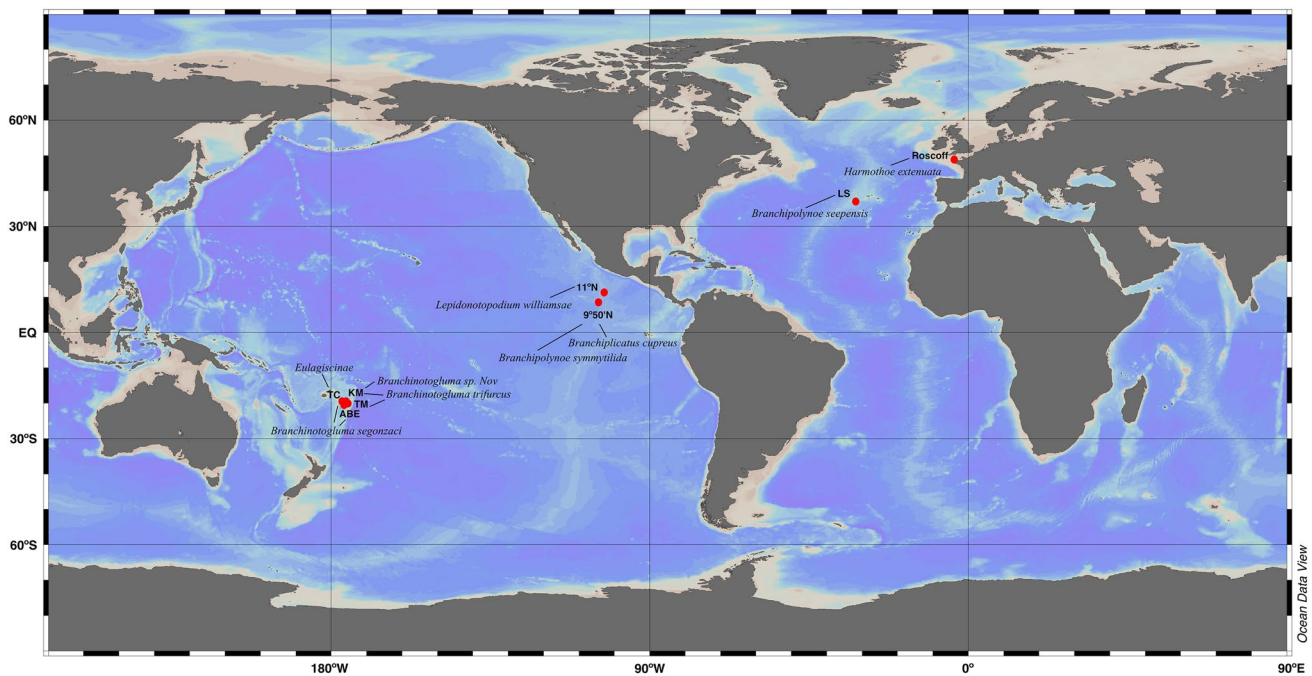 60°N
30°N
EQ
30°S
60°S
Roscoff
Harmothoe extenuata
LS
Branchipolynoe seepensis
11°N
Lepidonotopodium williamsae
9°50'N
Branchiplicatus cupreus
Branchipolynoe symmytilida
Eulagiscinae
Branchinotogluma sp. Nov
TC
KM
Branchinotogluma trifurcus
TM
ABE
Branchinotogluma segonzaci
180°W
90°W
0°
90°E
Ocean Data View